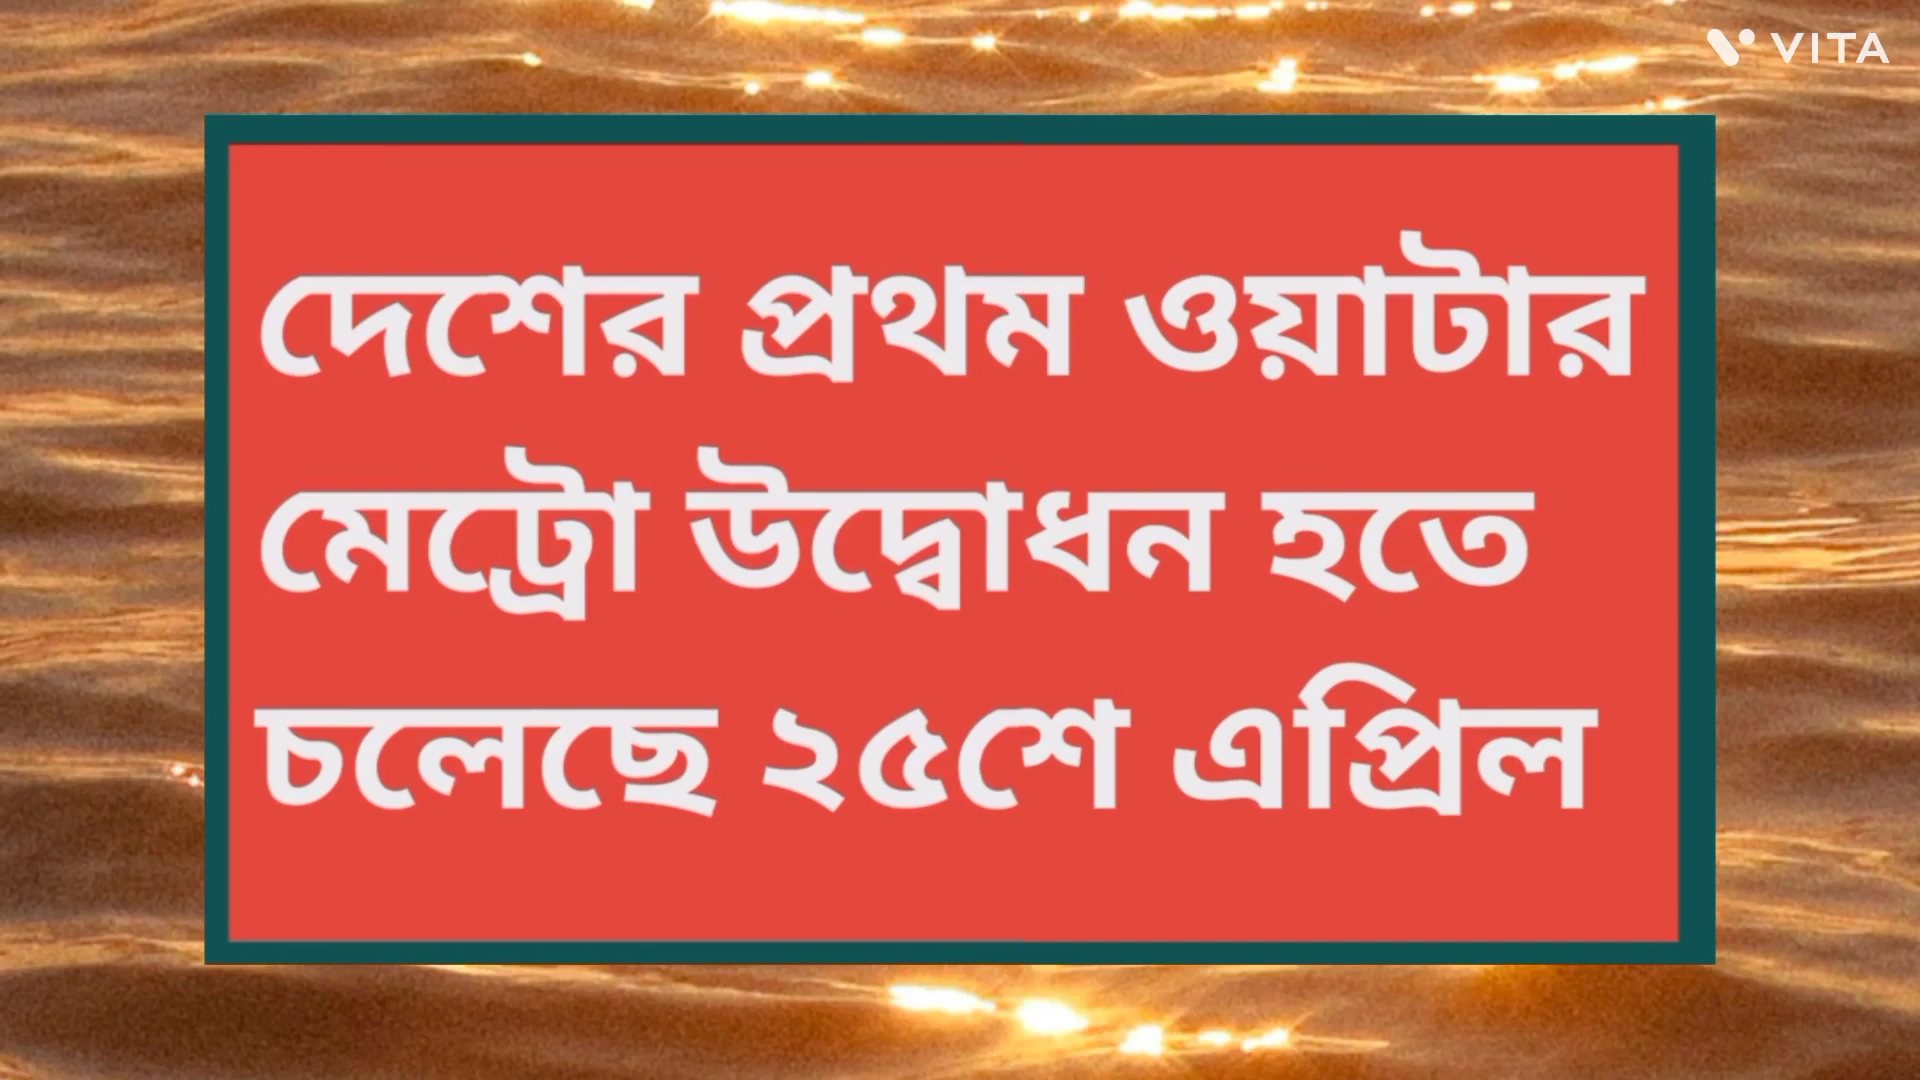 VITA
দেশের প্রথম ওয়াটার
মেট্রো উদ্বোধন হতে
চলেছে ২৫শে এপ্রিল